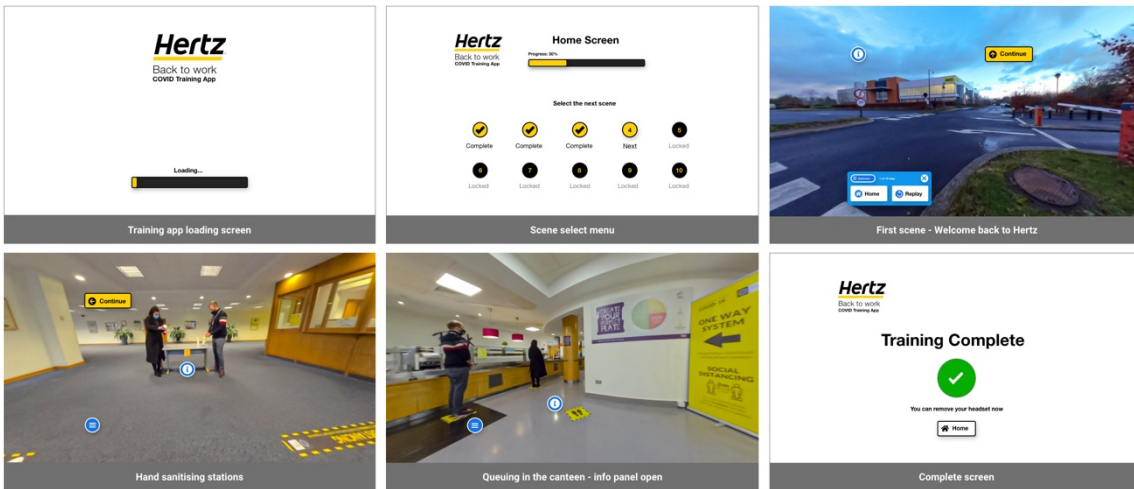 Hertz
Back to work
COVID Training App
Loading...
Training app loading screen
Hertz
Back to work
COVID Training App
Home Screen
Progress: 30%
Select the next scene
4 5
Complete Complete Complete Next Locked
6 7 8 9 10
Locked Locked Locked Locked Locked
Scene select menu
Continue
Home Replay
First scene - Welcome back to Hertz
Continue
Hand sanitising stations
CREATE
YOUR
PERFECT
PLATE
ONE WAY
SYSTEM
SOCIAL
DISTANCING
Queuing in the canteen - info panel open
Hertz
Back to work
COVID Training App
Training Complete
You can remove your headset now
Home
Complete screen